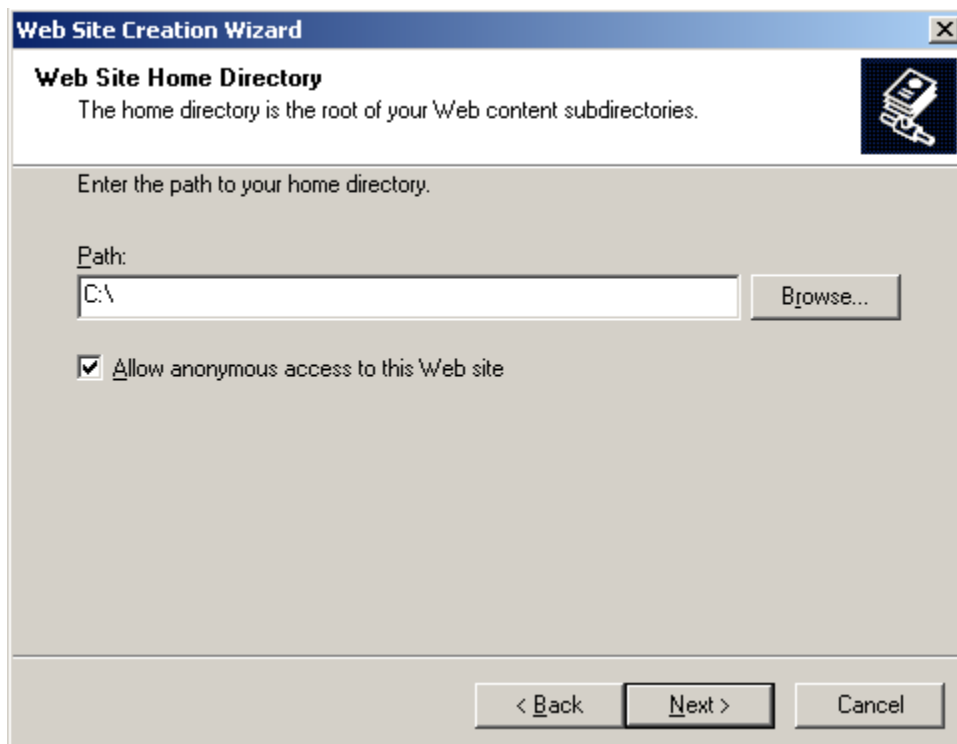 Web Site Creation Wizard
Web Site Home Directory
The home directory is the root of your Web content subdirectories.
Enter the path to your home directory.
Path:
C:\
Browse...
Allow anonymous access to this Web site
< Back
Next >
Cancel